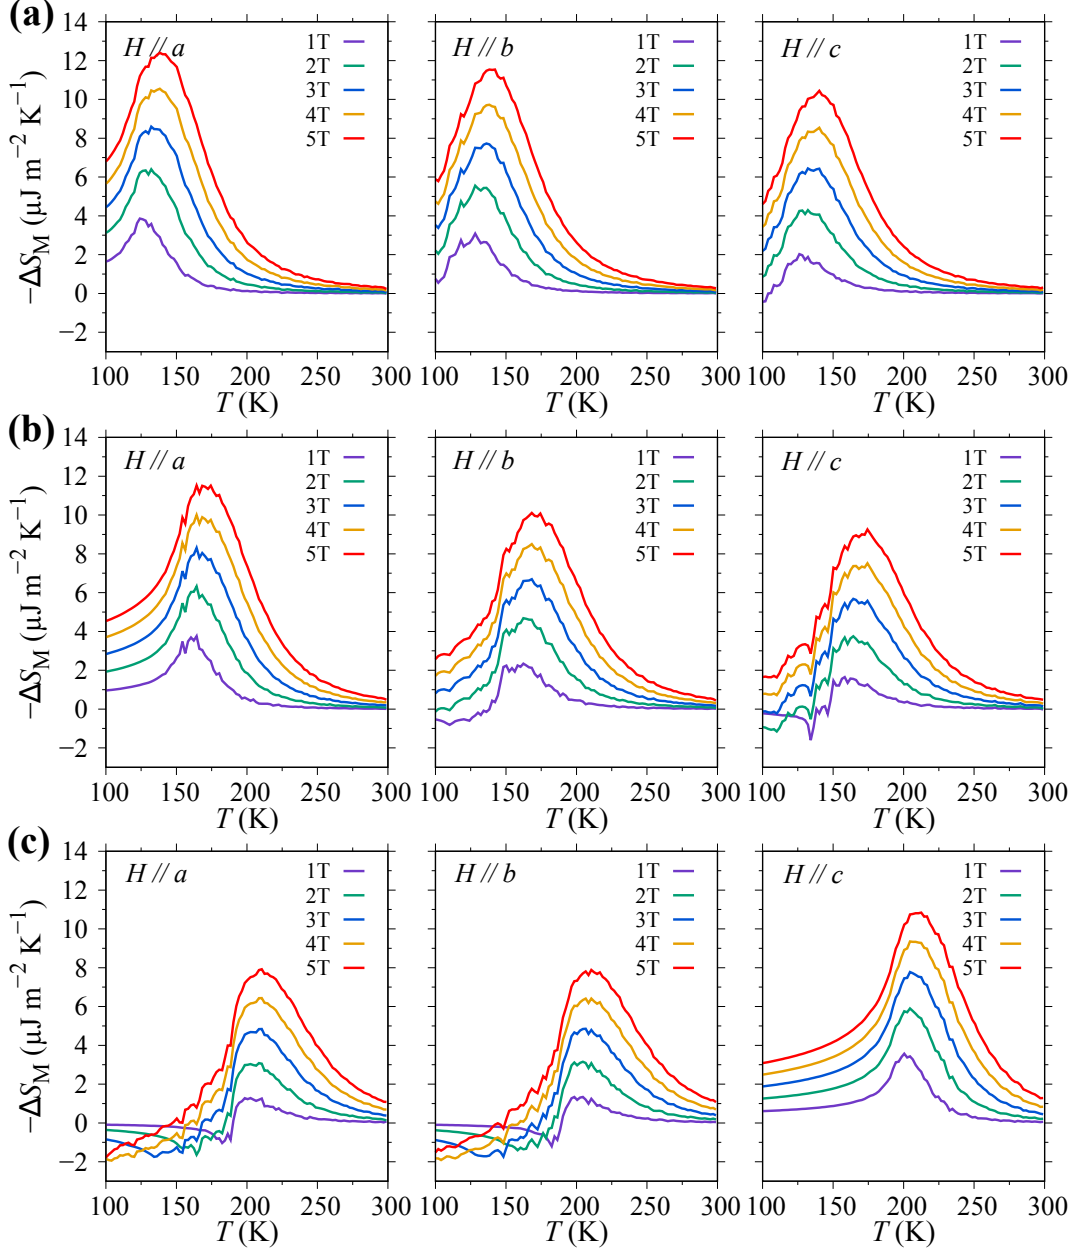 (a)
−ΔS_M (μJ m⁻² K⁻¹)
14
12
10
8
6
4
2
0
−2
H // a
1T
2T
3T
4T
5T
H // b
1T
2T
3T
4T
5T
H // c
1T
2T
3T
4T
5T
100 150 200 250 300 100 150 200 250 300 100 150 200 250 300
T (K) T (K) T (K)
(b)
−ΔS_M (μJ m⁻² K⁻¹)
14
12
10
8
6
4
2
0
−2
H // a
1T
2T
3T
4T
5T
H // b
1T
2T
3T
4T
5T
H // c
1T
2T
3T
4T
5T
100 150 200 250 300 100 150 200 250 300 100 150 200 250 300
T (K) T (K) T (K)
(c)
−ΔS_M (μJ m⁻² K⁻¹)
14
12
10
8
6
4
2
0
−2
H // a
1T
2T
3T
4T
5T
H // b
1T
2T
3T
4T
5T
H // c
1T
2T
3T
4T
5T
100 150 200 250 300 100 150 200 250 300 100 150 200 250 300
T (K) T (K) T (K)